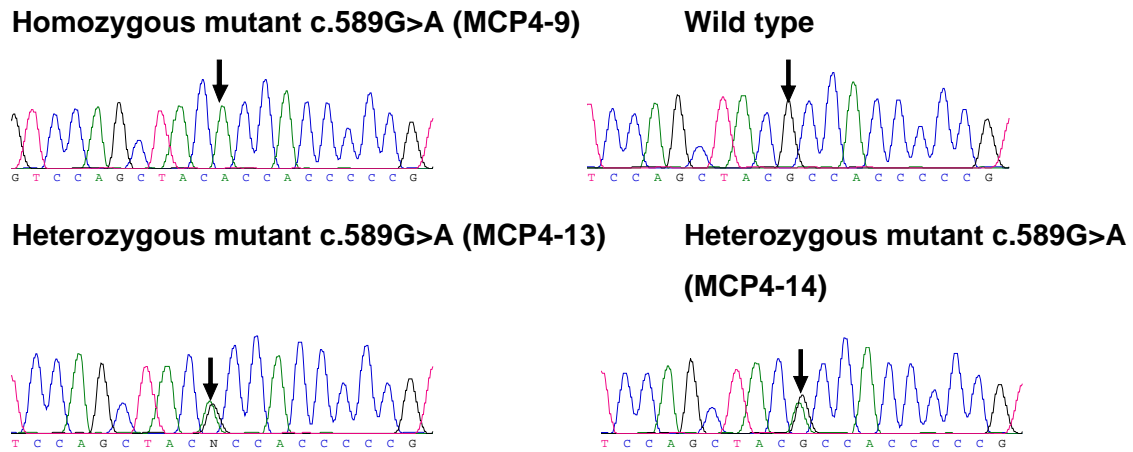 Homozygous mutant c.589G>A (MCP4-9)
G T C C A G C T A C A C C A C C C C C G
Wild type
T C C A G C T A C G C C A C C C C C G
Heterozygous mutant c.589G>A (MCP4-13)
T C C A G C T A C N C C A C C C C C G
Heterozygous mutant c.589G>A
(MCP4-14)
T C C A G C T A C G C C A C C C C C G